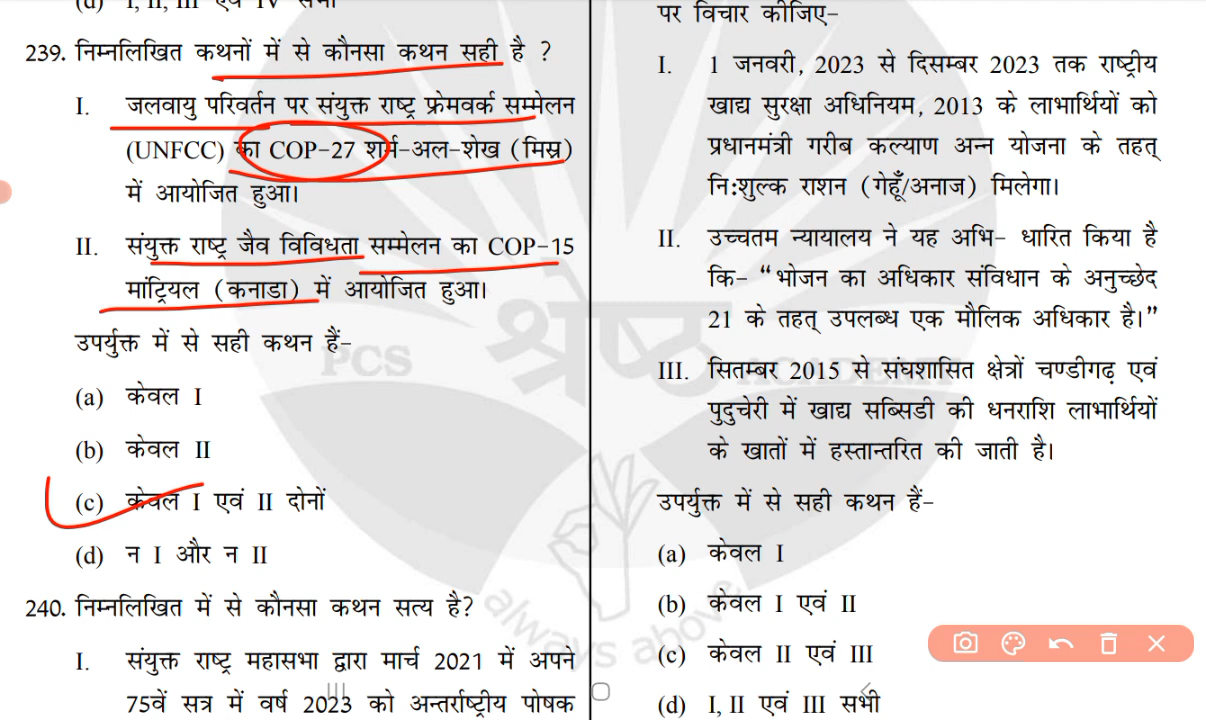 239. निम्नलिखित कथनों में से कौनसा कथन सही है ?
I. जलवायु परिवर्तन पर संयुक्त राष्ट्र फ्रेमवर्क सम्मेलन
(UNFCC) का COP-27 शर्म-अल-शेख (मिस्र)
में आयोजित हुआ।
II. संयुक्त राष्ट्र जैव विविधता सम्मेलन का COP-15
मांट्रियल (कनाडा) में आयोजित हुआ।
उपर्युक्त में से सही कथन हैं-
(a) केवल I
(b) केवल II
(c) केवल I एवं II दोनों
(d) न I और न II
240. निम्नलिखित में से कौनसा कथन सत्य है?
I. संयुक्त राष्ट्र महासभा द्वारा मार्च 2021 में अपने
75वें सत्र में वर्ष 2023 को अन्तर्राष्ट्रीय पोषक
पर विचार कीजिए-
I. 1 जनवरी, 2023 से दिसम्बर 2023 तक राष्ट्रीय
खाद्य सुरक्षा अधिनियम, 2013 के लाभार्थियों को
प्रधानमंत्री गरीब कल्याण अन्न योजना के तहत्
नि:शुल्क राशन (गेहूँ/अनाज) मिलेगा।
II. उच्चतम न्यायालय ने यह अभि- धारित किया है
कि- “भोजन का अधिकार संविधान के अनुच्छेद
21 के तहत् उपलब्ध एक मौलिक अधिकार है।”
III. सितम्बर 2015 से संघशासित क्षेत्रों चण्डीगढ़ एवं
पुदुचेरी में खाद्य सब्सिडी की धनराशि लाभार्थियों
के खातों में हस्तान्तरित की जाती है।
उपर्युक्त में से सही कथन हैं-
(a) केवल I
(b) केवल I एवं II
(c) केवल II एवं III
(d) I, II एवं III सभी
श्रेष्ठ
PCS ACADEMY
always above